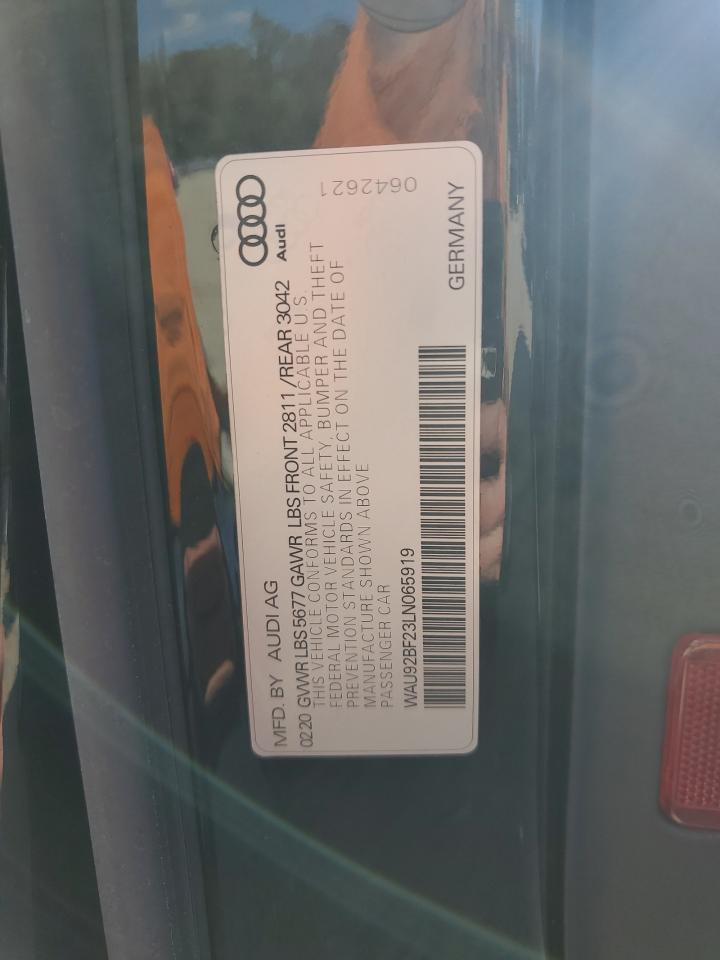 MFD. BY AUDI AG
02 20 GVWR LBS 5677 GAWR LBS FRONT 2811 / REAR 3042
THIS VEHICLE CONFORMS TO ALL APPLICABLE U.S.
FEDERAL MOTOR VEHICLE SAFETY, BUMPER AND THEFT
PREVENTION STANDARDS IN EFFECT ON THE DATE OF
MANUFACTURE SHOWN ABOVE
PASSENGER CAR
WAU92BF23LN065919
Audi
0642621
GERMANY